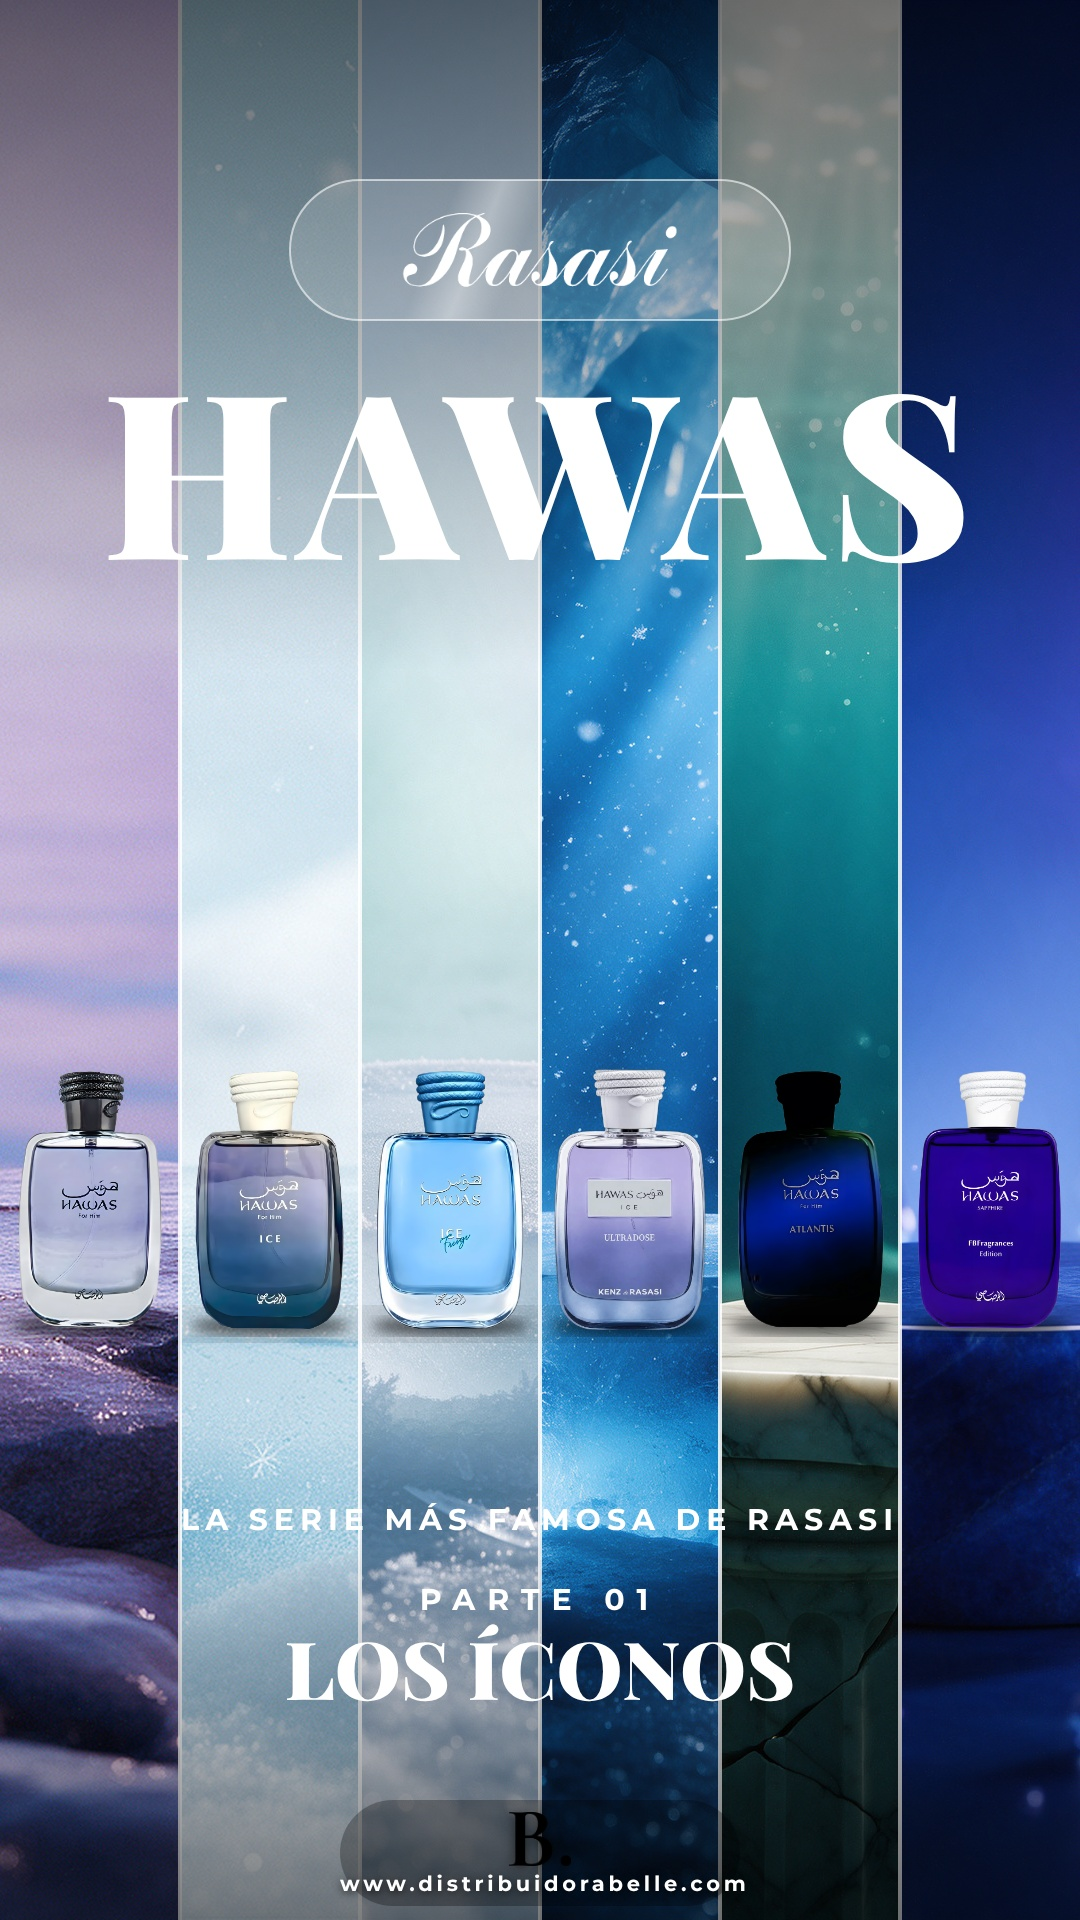 Rasasi
HAWAS
هوس
HAWAS
For Him
هوس
HAWAS
For Him
ICE
هوس
HAWAS
ICE
Freeze
HAWAS هوس
ICE
ULTRADOSE
KENZ de RASASI
هوس
HAWAS
For Him
ATLANTIS
هوس
HAWAS
SAPPHIRE
FBFragrances
Edition
LA SERIE MÁS FAMOSA DE RASASI
PARTE 01
LOS ÍCONOS
B.
www.distribuidorabelle.com